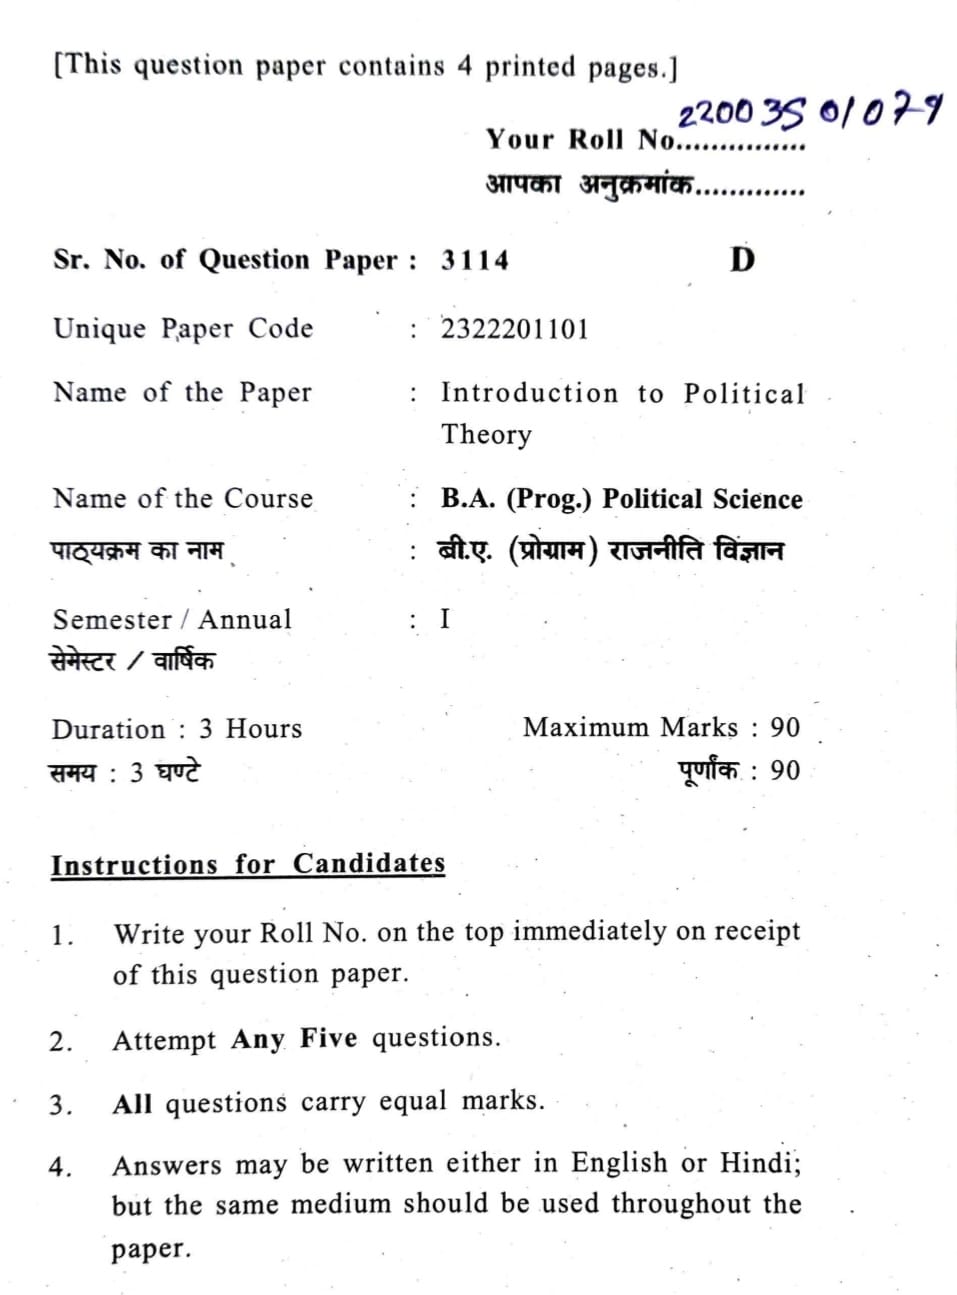 [This question paper contains 4 printed pages.]
22003501079
Your Roll No...............
आपका अनुक्रमांक.............
Sr. No. of Question Paper : 3114 D
Unique Paper Code : 2322201101
Name of the Paper : Introduction to Political
Theory
Name of the Course : B.A. (Prog.) Political Science
पाठ्यक्रम का नाम : बी.ए. (प्रोग्राम) राजनीति विज्ञान
Semester / Annual : I
सेमेस्टर / वार्षिक
Duration : 3 Hours Maximum Marks : 90
समय : 3 घण्टे पूर्णांक : 90
Instructions for Candidates
1. Write your Roll No. on the top immediately on receipt
of this question paper.
2. Attempt Any Five questions.
3. All questions carry equal marks.
4. Answers may be written either in English or Hindi;
but the same medium should be used throughout the
paper.